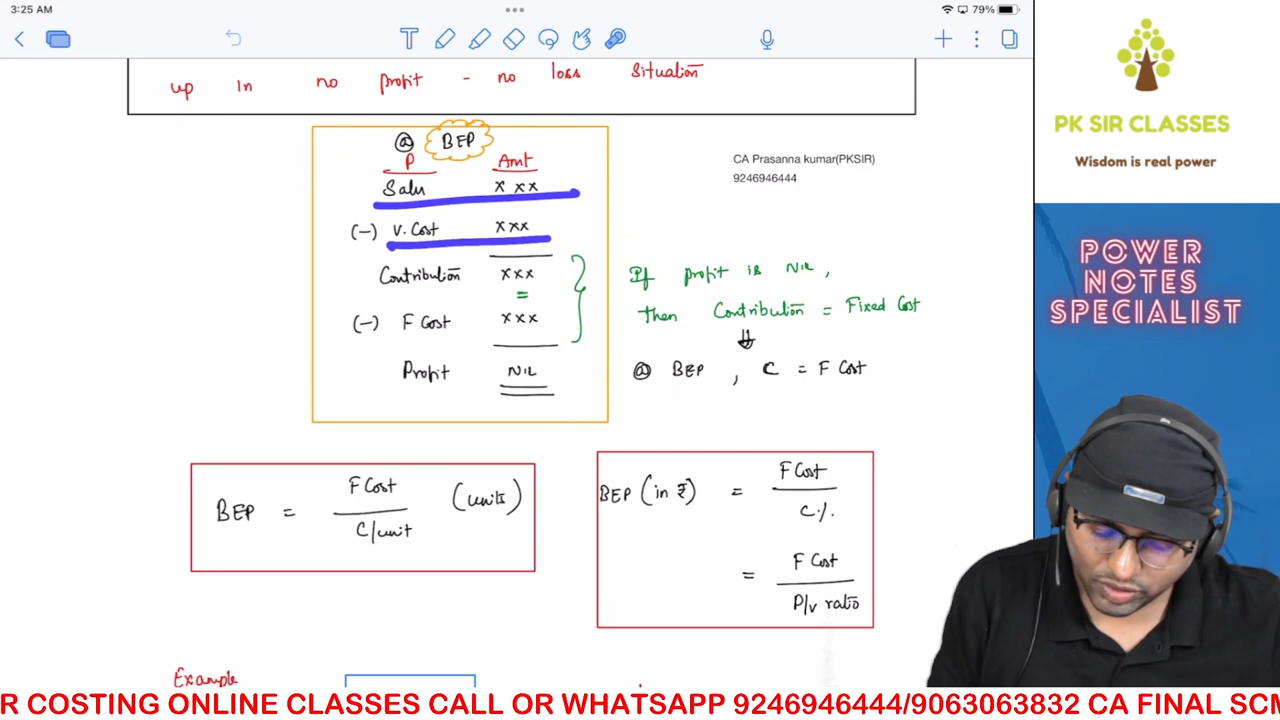 3:25 AM
79%
T
up in no profit - no loss situation
@ BEP
P Amt
Sales x xx
(-) V. Cost xxx
Contribution xxx
=
(-) F Cost xxx
Profit NIL
CA Prasanna kumar(PKSIR)
9246946444
If profit is NIL,
then Contribution = Fixed Cost
⇓
@ BEP , C = F Cost
BEP = F Cost (units)
C/unit
BEP (in ₹) = F Cost
C%
= F Cost
P/v ratio
Example
PK SIR CLASSES
Wisdom is real power
POWER
NOTES
SPECIALIST
R COSTING ONLINE CLASSES CALL OR WHATSAPP 9246946444/9063063832 CA FINAL SCM